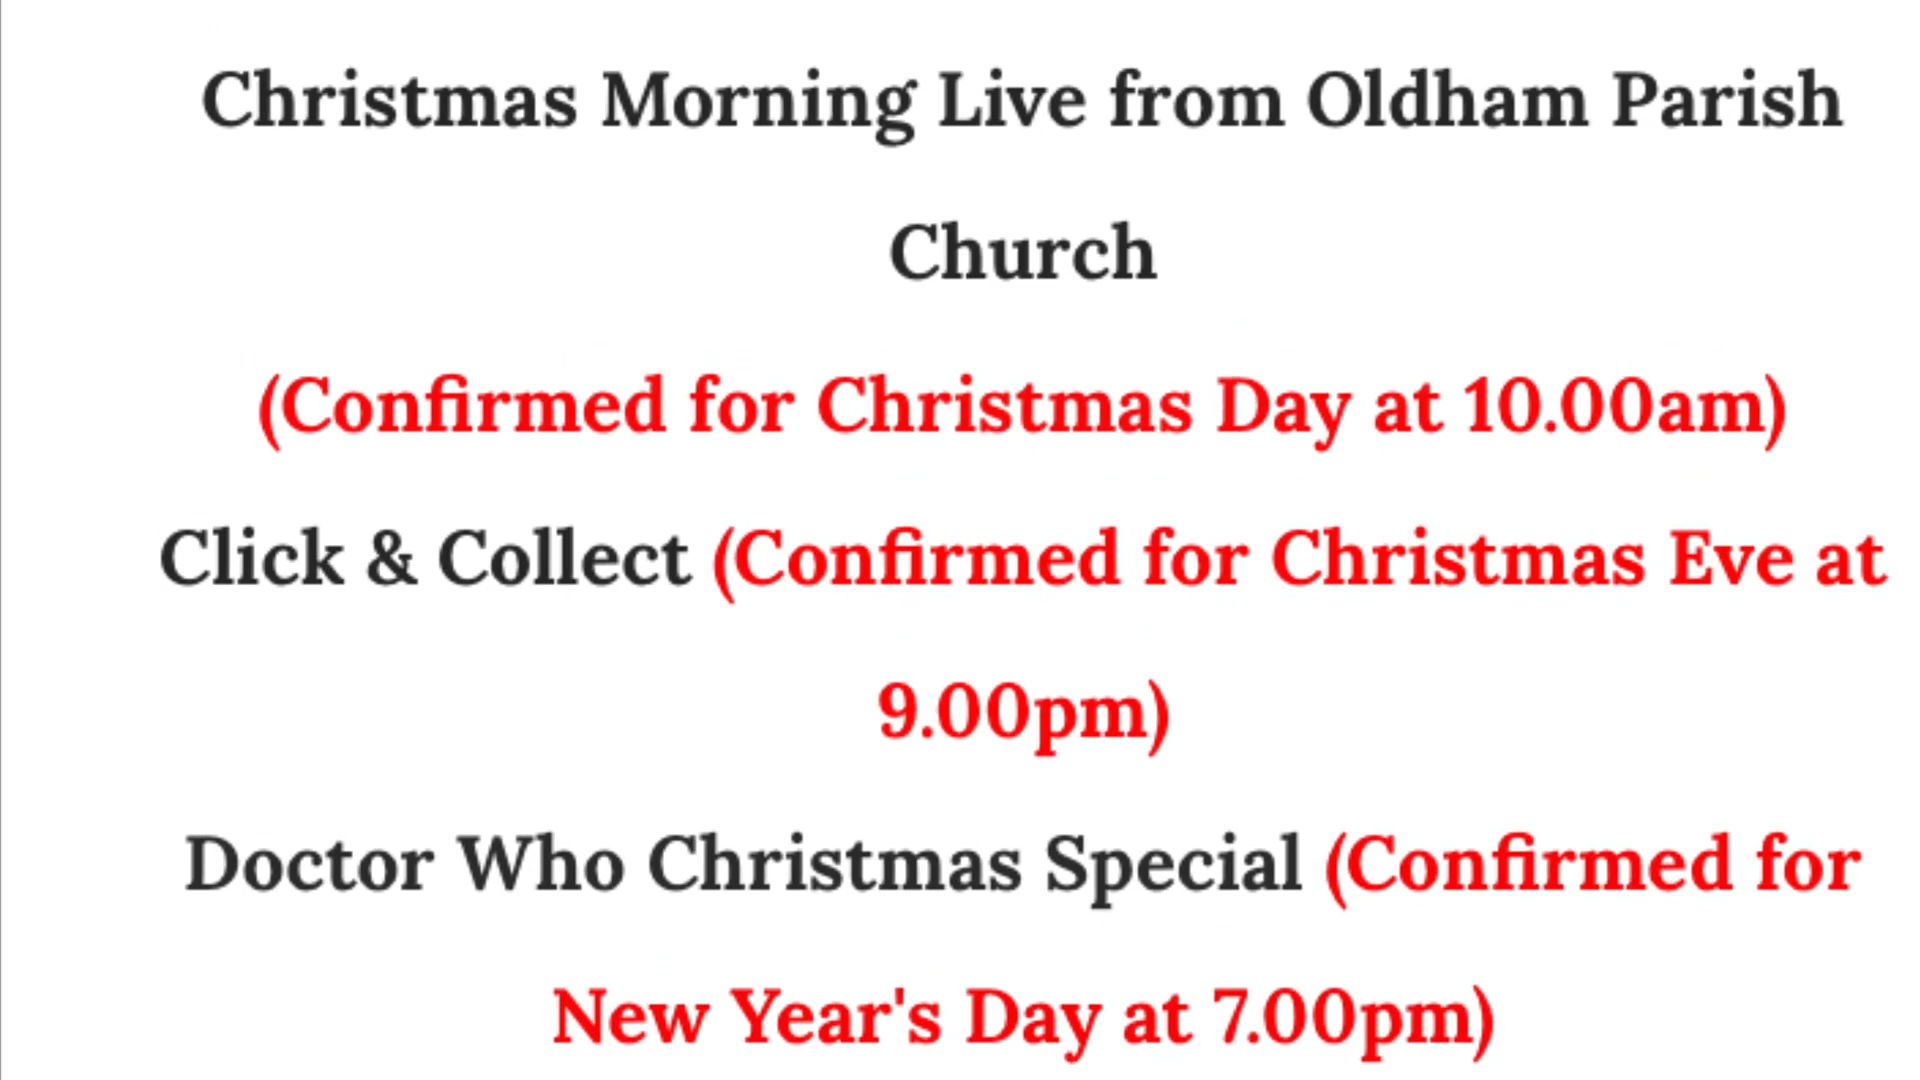 Christmas Morning Live from Oldham Parish
Church
(Confirmed for Christmas Day at 10.00am)
Click & Collect (Confirmed for Christmas Eve at
9.00pm)
Doctor Who Christmas Special (Confirmed for
New Year's Day at 7.00pm)